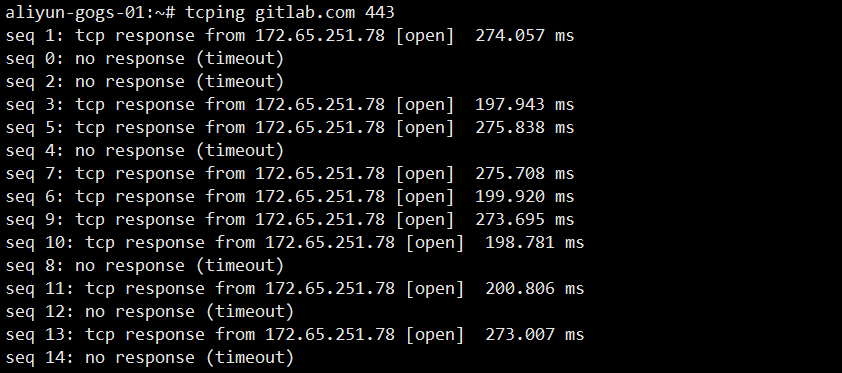 aliyun-gogs-01:~# tcping gitlab.com 443
seq 1: tcp response from 172.65.251.78 [open]  274.057 ms
seq 0: no response (timeout)
seq 2: no response (timeout)
seq 3: tcp response from 172.65.251.78 [open]  197.943 ms
seq 5: tcp response from 172.65.251.78 [open]  275.838 ms
seq 4: no response (timeout)
seq 7: tcp response from 172.65.251.78 [open]  275.708 ms
seq 6: tcp response from 172.65.251.78 [open]  199.920 ms
seq 9: tcp response from 172.65.251.78 [open]  273.695 ms
seq 10: tcp response from 172.65.251.78 [open]  198.781 ms
seq 8: no response (timeout)
seq 11: tcp response from 172.65.251.78 [open]  200.806 ms
seq 12: no response (timeout)
seq 13: tcp response from 172.65.251.78 [open]  273.007 ms
seq 14: no response (timeout)